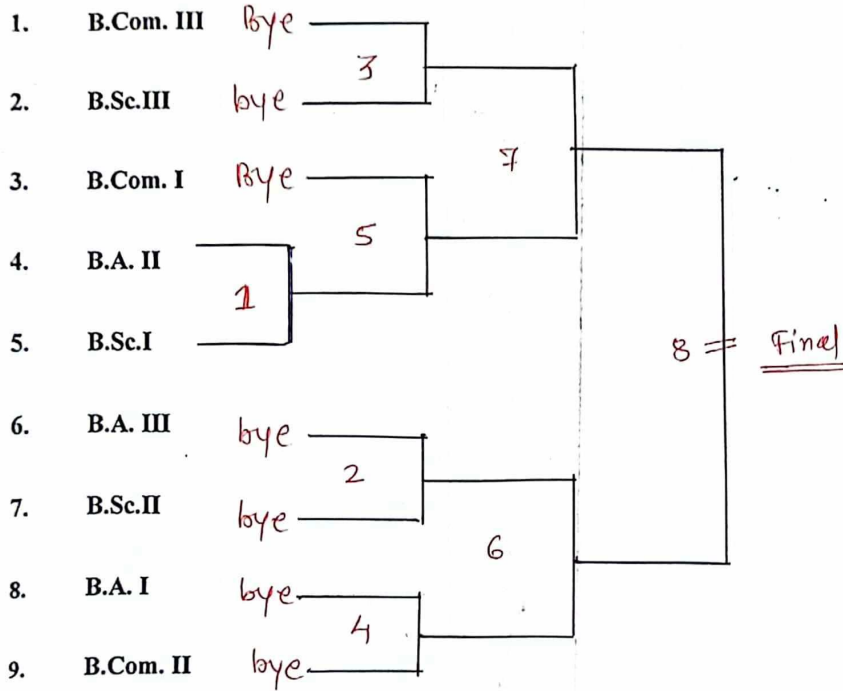 1. B.Com. III Bye
3
2. B.Sc.III bye
7
3. B.Com. I Bye
5
4. B.A. II
1
5. B.Sc.I
8 = Final
6. B.A. III bye
2
7. B.Sc.II bye
6
8. B.A. I bye
4
9. B.Com. II bye